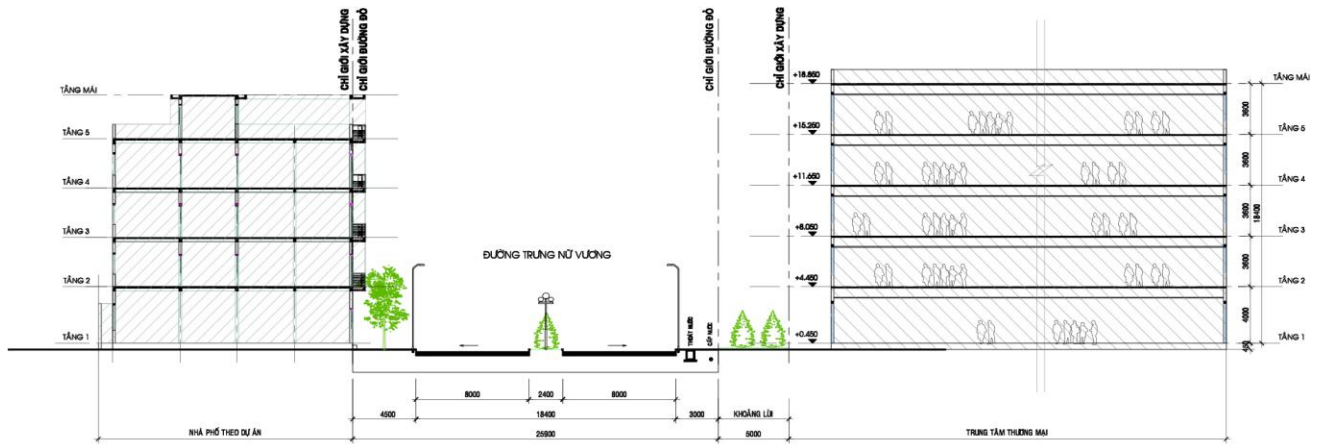 CHỈ GIỚI XÂY DỰNG
CHỈ GIỚI ĐƯỜNG ĐỎ
CHỈ GIỚI ĐƯỜNG ĐỎ
CHỈ GIỚI XÂY DỰNG
TẦNG MÁI
TẦNG 5
TẦNG 4
TẦNG 3
TẦNG 2
TẦNG 1
ĐƯỜNG TRƯNG NỮ VƯƠNG
THOÁT NƯỚC
CẤP NƯỚC
+18.850
+15.250
+11.650
+8.050
+4.450
+0.450
3600
3600
3600
3600
4000
450
18400
TẦNG MÁI
TẦNG 5
TẦNG 4
TẦNG 3
TẦNG 2
TẦNG 1
8000
2400
8000
4500
18400
3000
KHOẢNG LÙI
NHÀ PHỐ THEO DỰ ÁN
25900
5000
TRUNG TÂM THƯƠNG MẠI